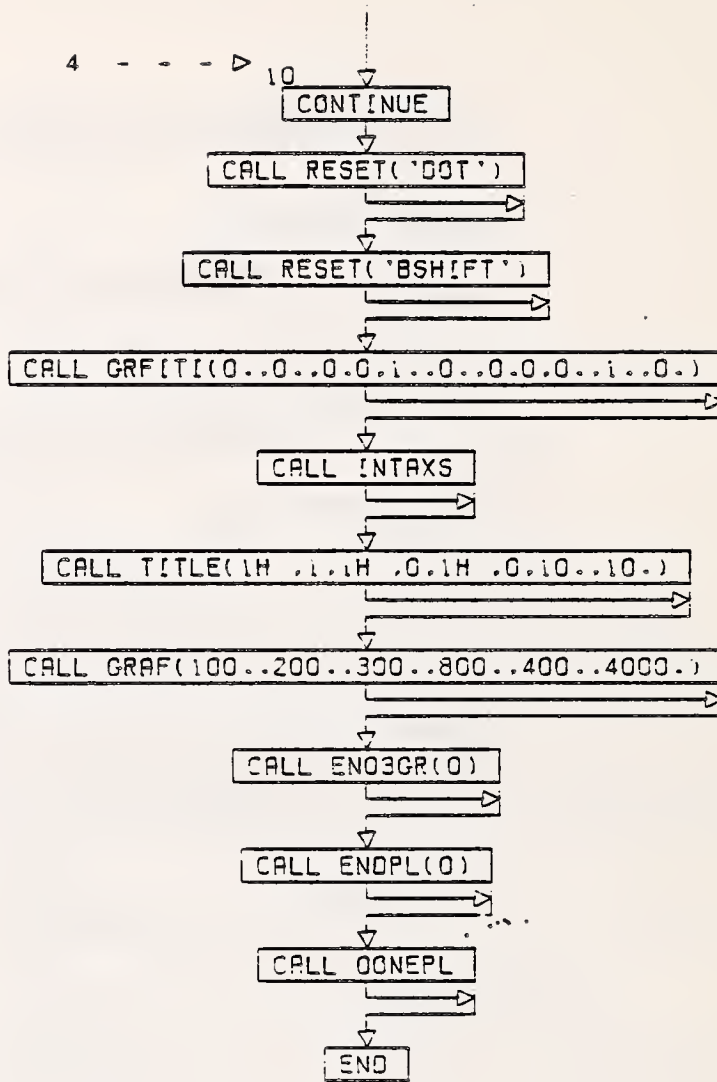 4 - - - ▷ 10
CONTINUE
CALL RESET('DOT')
CALL RESET('BSHIFT')
CALL GRFITI(0.,0.,0.0,1.,0.,0.0,0.,1.,0.)
CALL INTAXS
CALL TITLE(1H ,1,1H ,0,1H ,0,10.,10.)
CALL GRAF(100.,200.,300.,800.,400.,4000.)
CALL END3GR(0)
CALL ENDPL(0)
CALL DONEPL
END